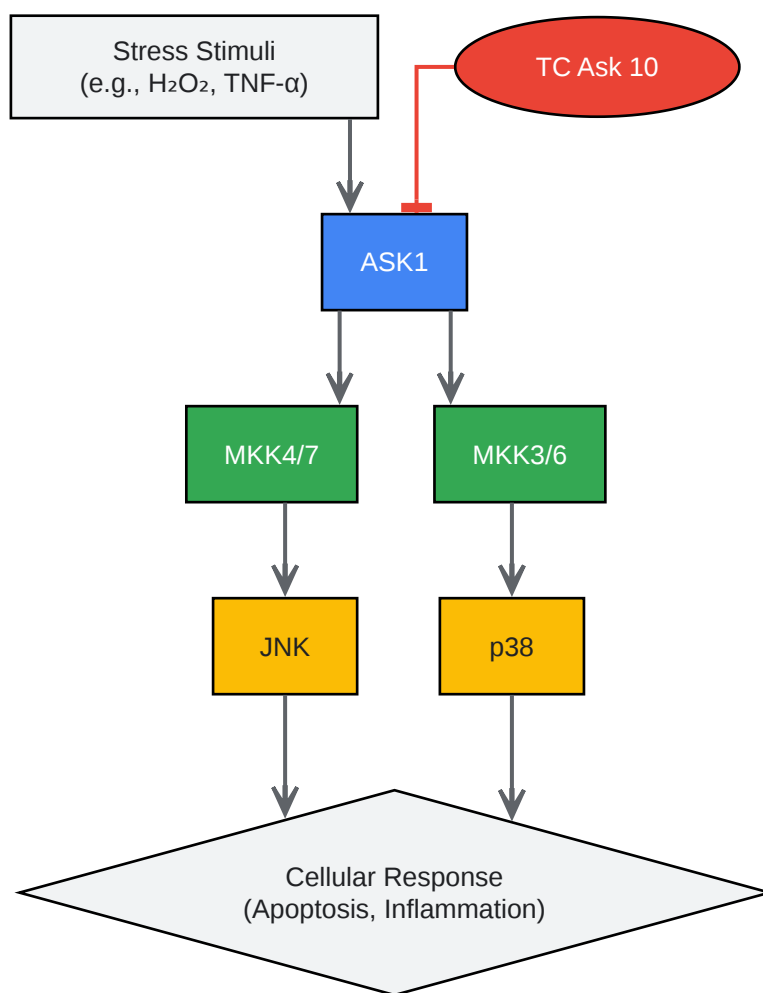 Stress Stimuli
(e.g., H₂O₂, TNF-α)
TC Ask 10
ASK1
MKK4/7
MKK3/6
JNK
p38
Cellular Response
(Apoptosis, Inflammation)